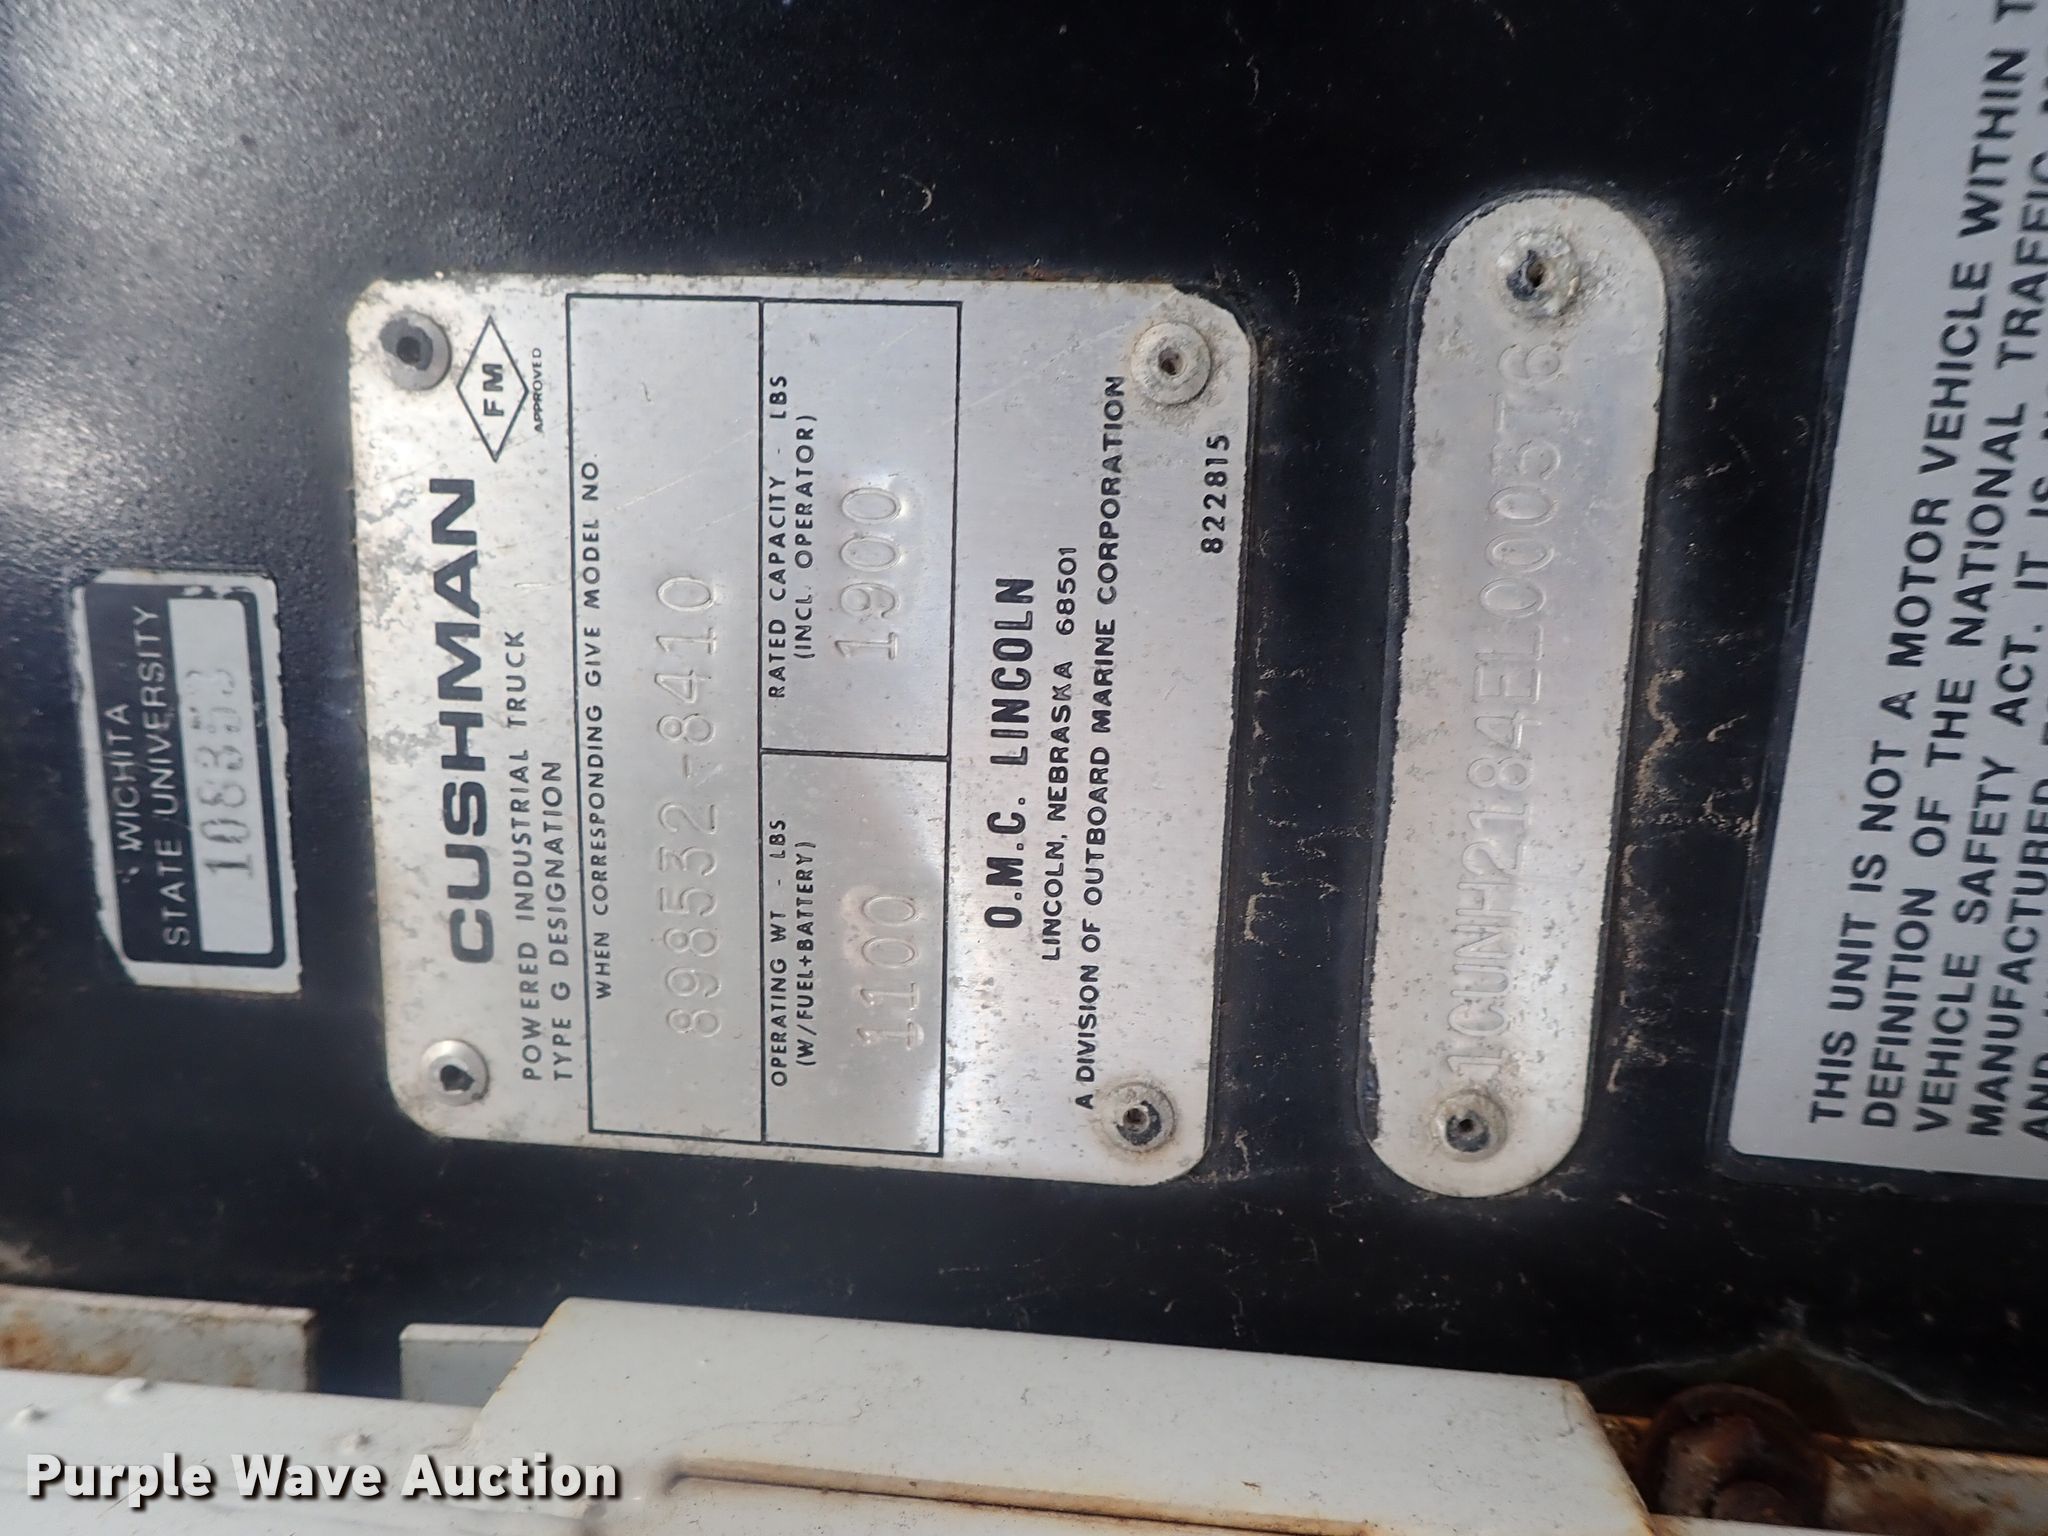 WICHITA
STATE UNIVERSITY
108353
CUSHMAN
FM
APPROVED
POWERED INDUSTRIAL TRUCK
TYPE G DESIGNATION
WHEN CORRESPONDING GIVE MODEL NO.
898532-8410
OPERATING WT - LBS
(W/FUEL+BATTERY)
1100
RATED CAPACITY - LBS
(INCL. OPERATOR)
1900
O.M.C. LINCOLN
LINCOLN, NEBRASKA 68501
A DIVISION OF OUTBOARD MARINE CORPORATION
822815
1CUNH2184EL000376
THIS UNIT IS NOT A MOTOR VEHICLE WITHIN T
DEFINITION OF THE NATIONAL TRAFFIC
VEHICLE SAFETY ACT. IT IS
MANUFACTURED
Purple Wave Auction